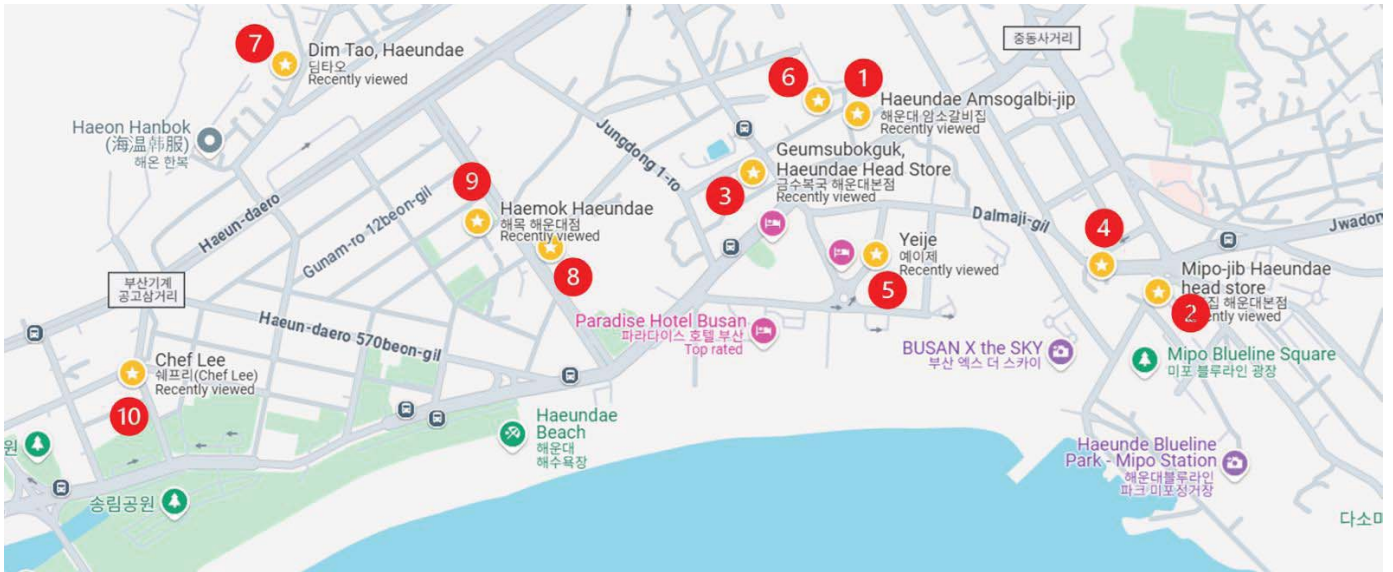 중동사거리
7
Dim Tao, Haeundae
딤타오
Recently viewed
6
1
Haeundae Amsogalbi-jip
해운대 암소갈비집
Recently viewed
Haeon Hanbok
(海温韩服)
해온 한복
Jungdong 1-ro
Geumsubokguk,
Haeundae Head Store
금수복국 해운대본점
Recently viewed
3
9
Haemok Haeundae
해목 해운대점
Recently viewed
8
Haeun-daero
Gunam-ro 12beon-gil
Dalmaji-gil
4
Jwadon
Yeije
예이제
Recently viewed
5
Mipo-jib Haeundae
head store
집 해운대본점
ently viewed
2
부산기계
공고삼거리
Haeun-daero 570beon-gil
Paradise Hotel Busan
파라다이스 호텔 부산
Top rated
BUSAN X the SKY
부산 엑스 더 스카이
Mipo Blueline Square
미포 블루라인 광장
Chef Lee
쉐프리(Chef Lee)
Recently viewed
10
Haeundae
Beach
해운대
해수욕장
원
Haeunde Blueline
Park - Mipo Station
해운대블루라인
파크 미포정거장
송림공원
다소미